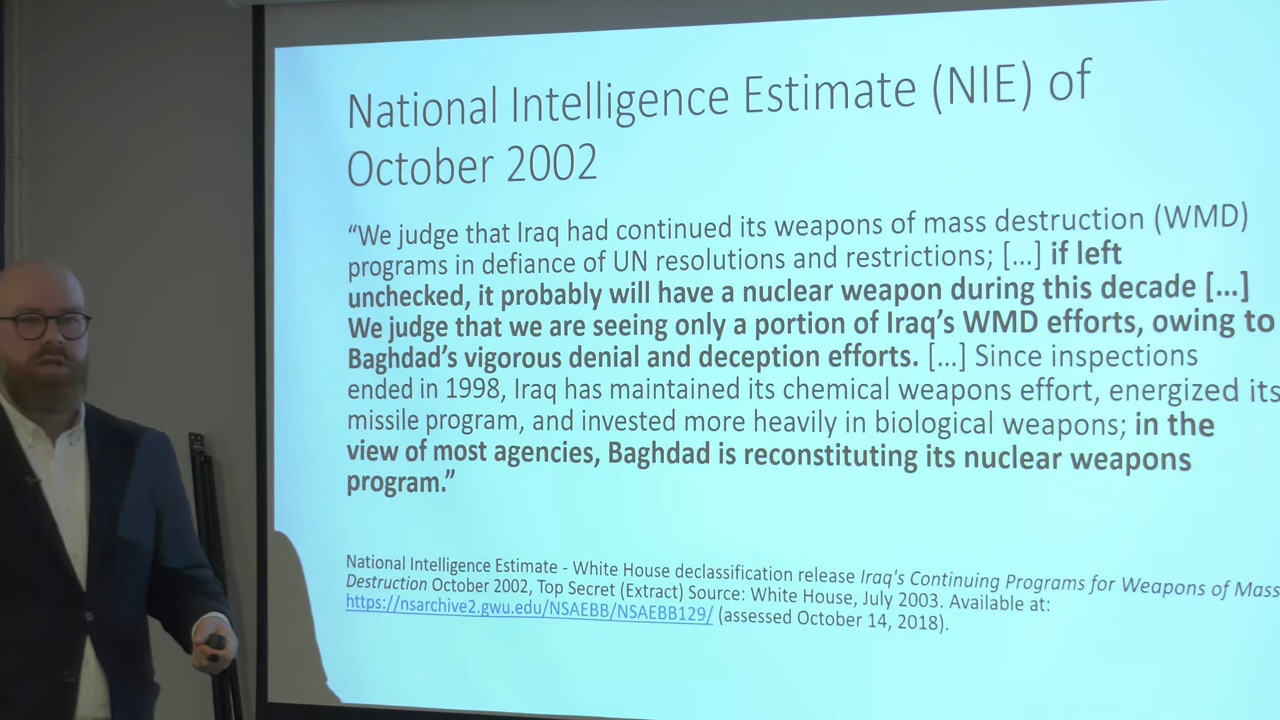 National Intelligence Estimate (NIE) of
October 2002
“We judge that Iraq had continued its weapons of mass destruction (WMD)
programs in defiance of UN resolutions and restrictions; [...] if left
unchecked, it probably will have a nuclear weapon during this decade [...]
We judge that we are seeing only a portion of Iraq’s WMD efforts, owing to
Baghdad’s vigorous denial and deception efforts. [...] Since inspections
ended in 1998, Iraq has maintained its chemical weapons effort, energized its
missile program, and invested more heavily in biological weapons; in the
view of most agencies, Baghdad is reconstituting its nuclear weapons
program.”
National Intelligence Estimate - White House declassification release Iraq's Continuing Programs for Weapons of Mass
Destruction October 2002, Top Secret (Extract) Source: White House, July 2003. Available at:
https://nsarchive2.gwu.edu/NSAEBB/NSAEBB129/ (assessed October 14, 2018).